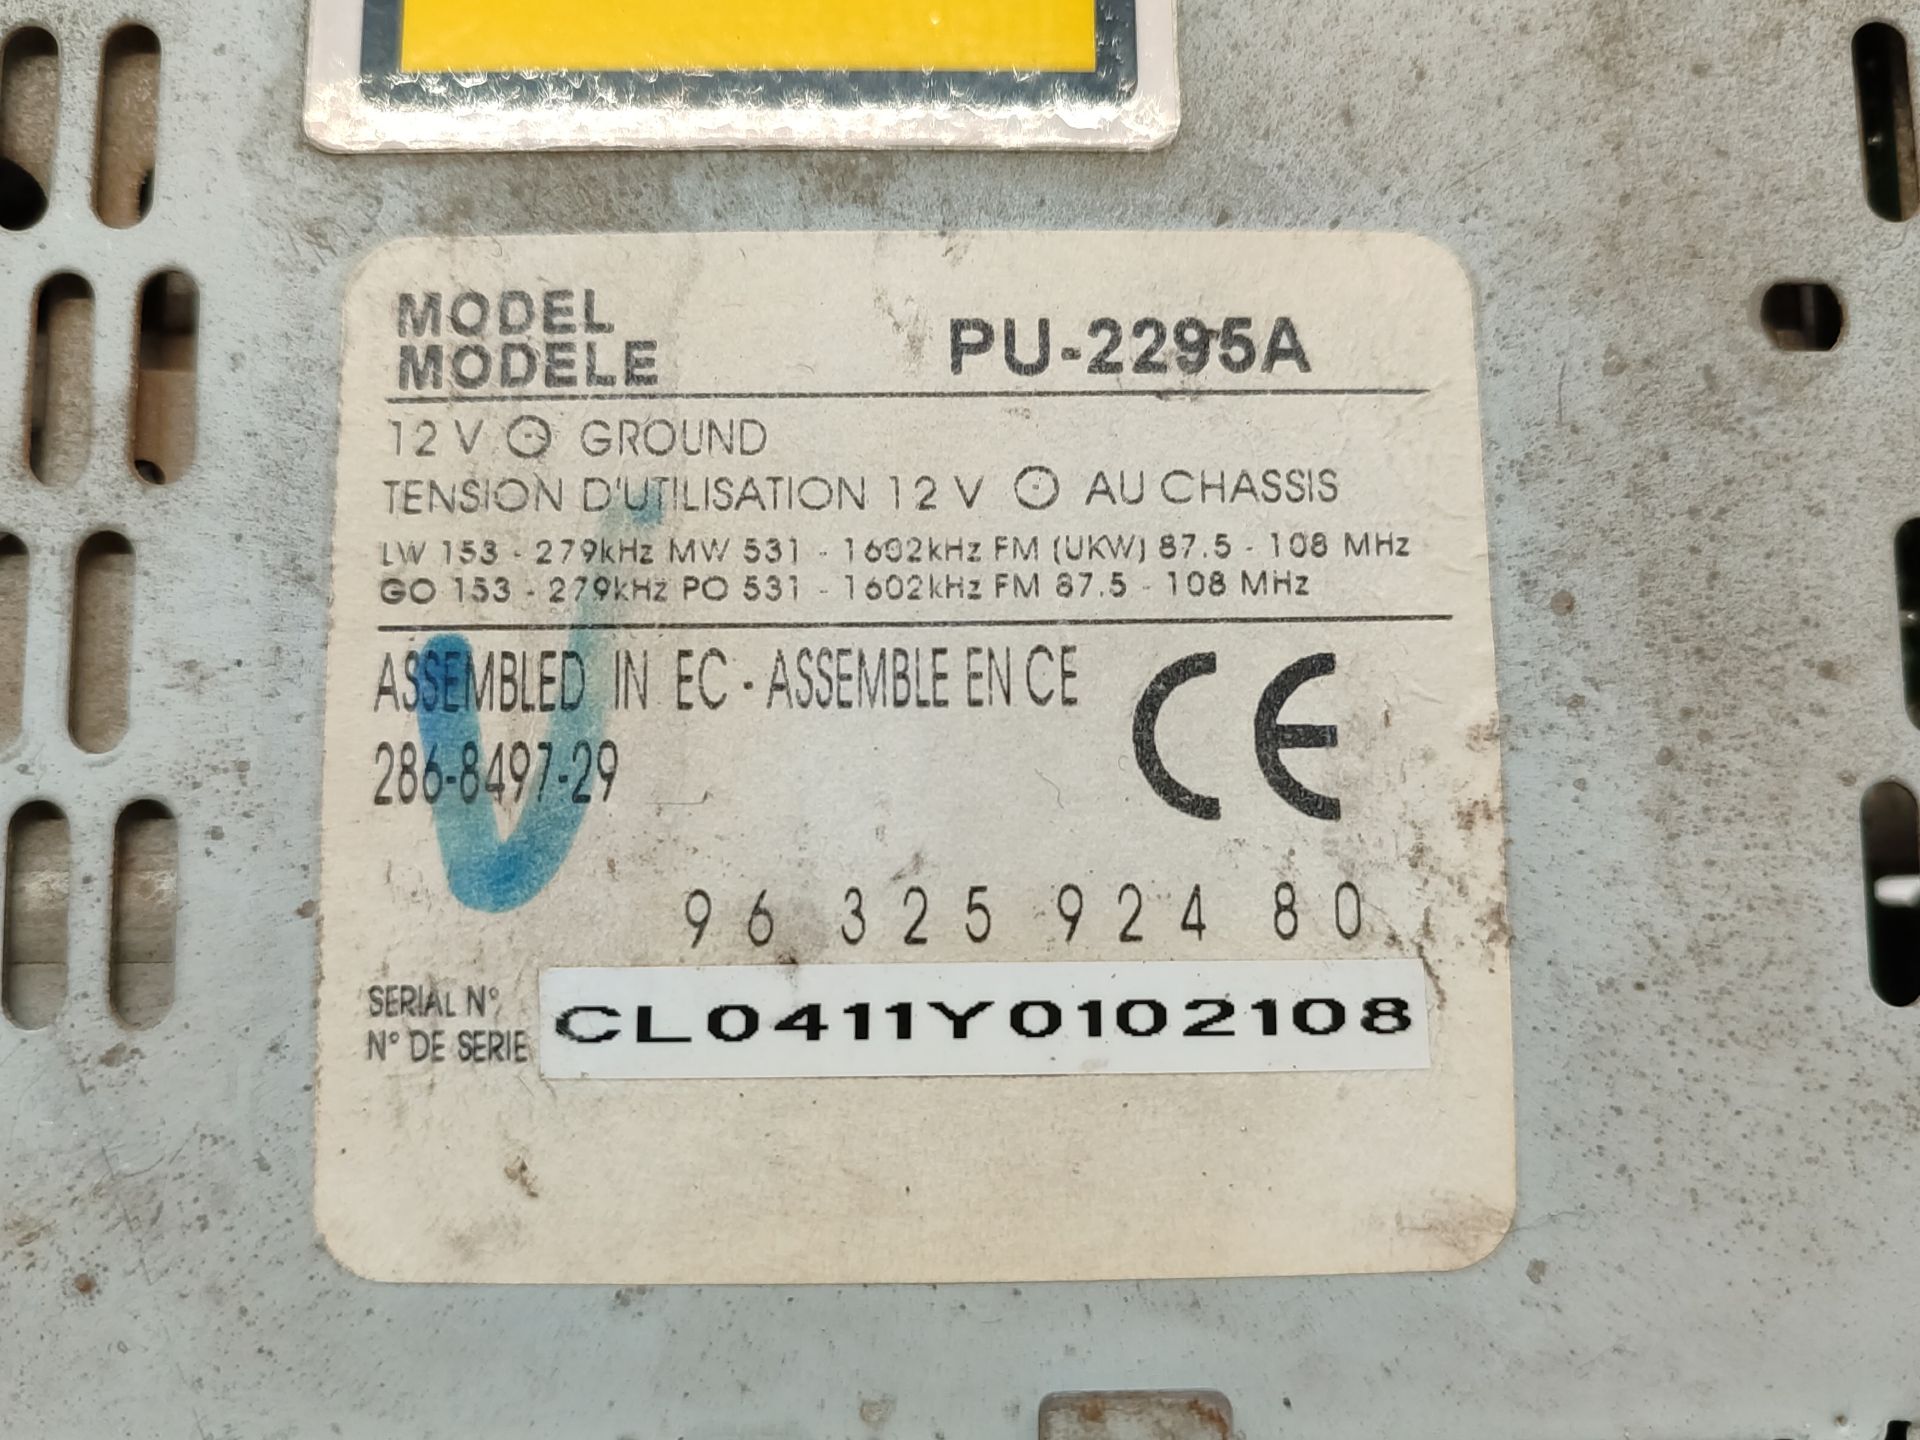 MODEL
MODELE
PU-2295A
12 V ⊙ GROUND
TENSION D'UTILISATION 12 V ⊙ AU CHASSIS
LW 153 - 279kHz MW 531 - 1602kHz FM (UKW) 87.5 - 108 MHz
GO 153 - 279kHz PO 531 - 1602kHz FM 87.5 - 108 MHz
ASSEMBLED IN EC - ASSEMBLE EN CE
CE
286-8497-29
96 325 924 80
SERIAL N°
N° DE SERIE
CL0411Y0102108